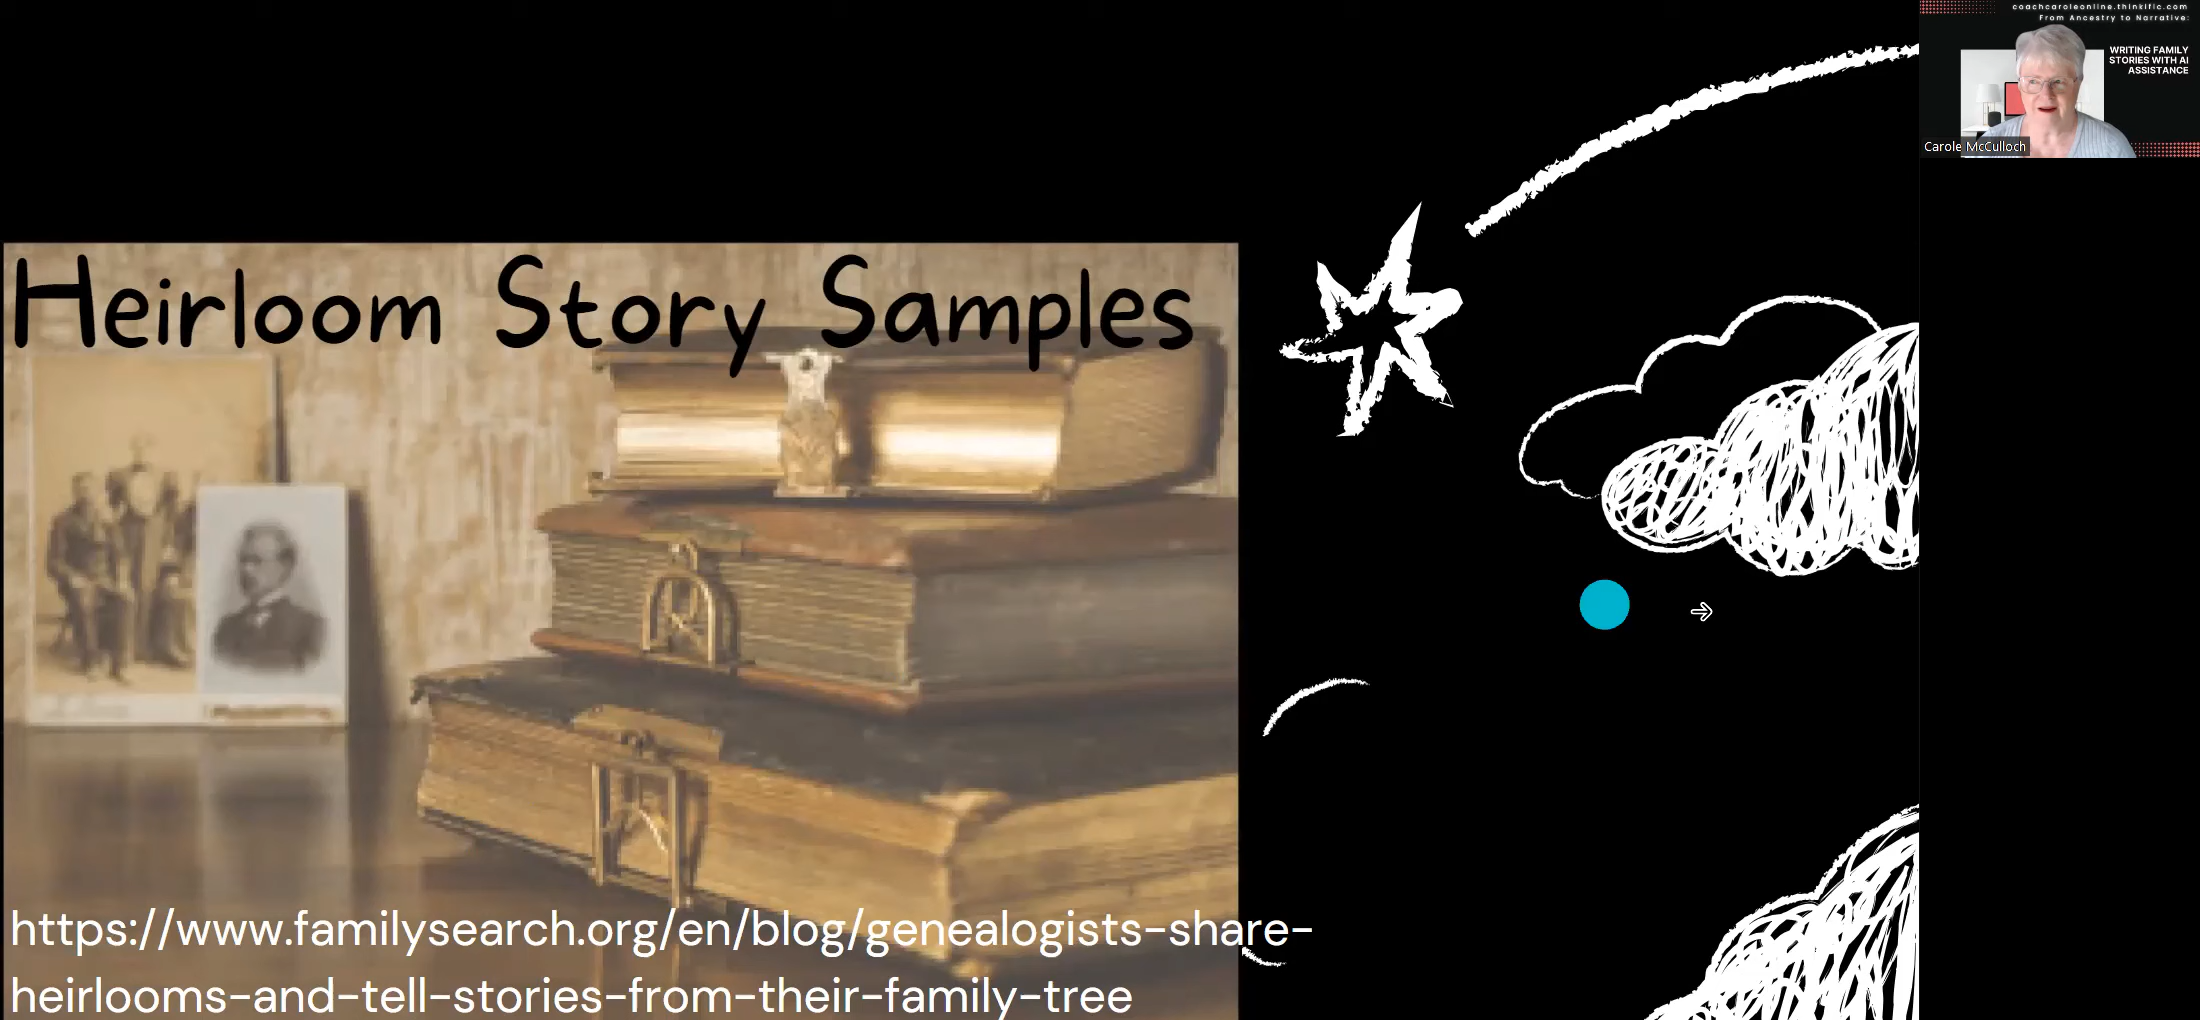 Heirloom Story Samples
https://www.familysearch.org/en/blog/genealogists-share-
heirlooms-and-tell-stories-from-their-family-tree
coachcaroleonline.thinkific.com
From Ancestry to Narrative:
WRITING FAMILY
STORIES WITH AI
ASSISTANCE
Carole McCulloch